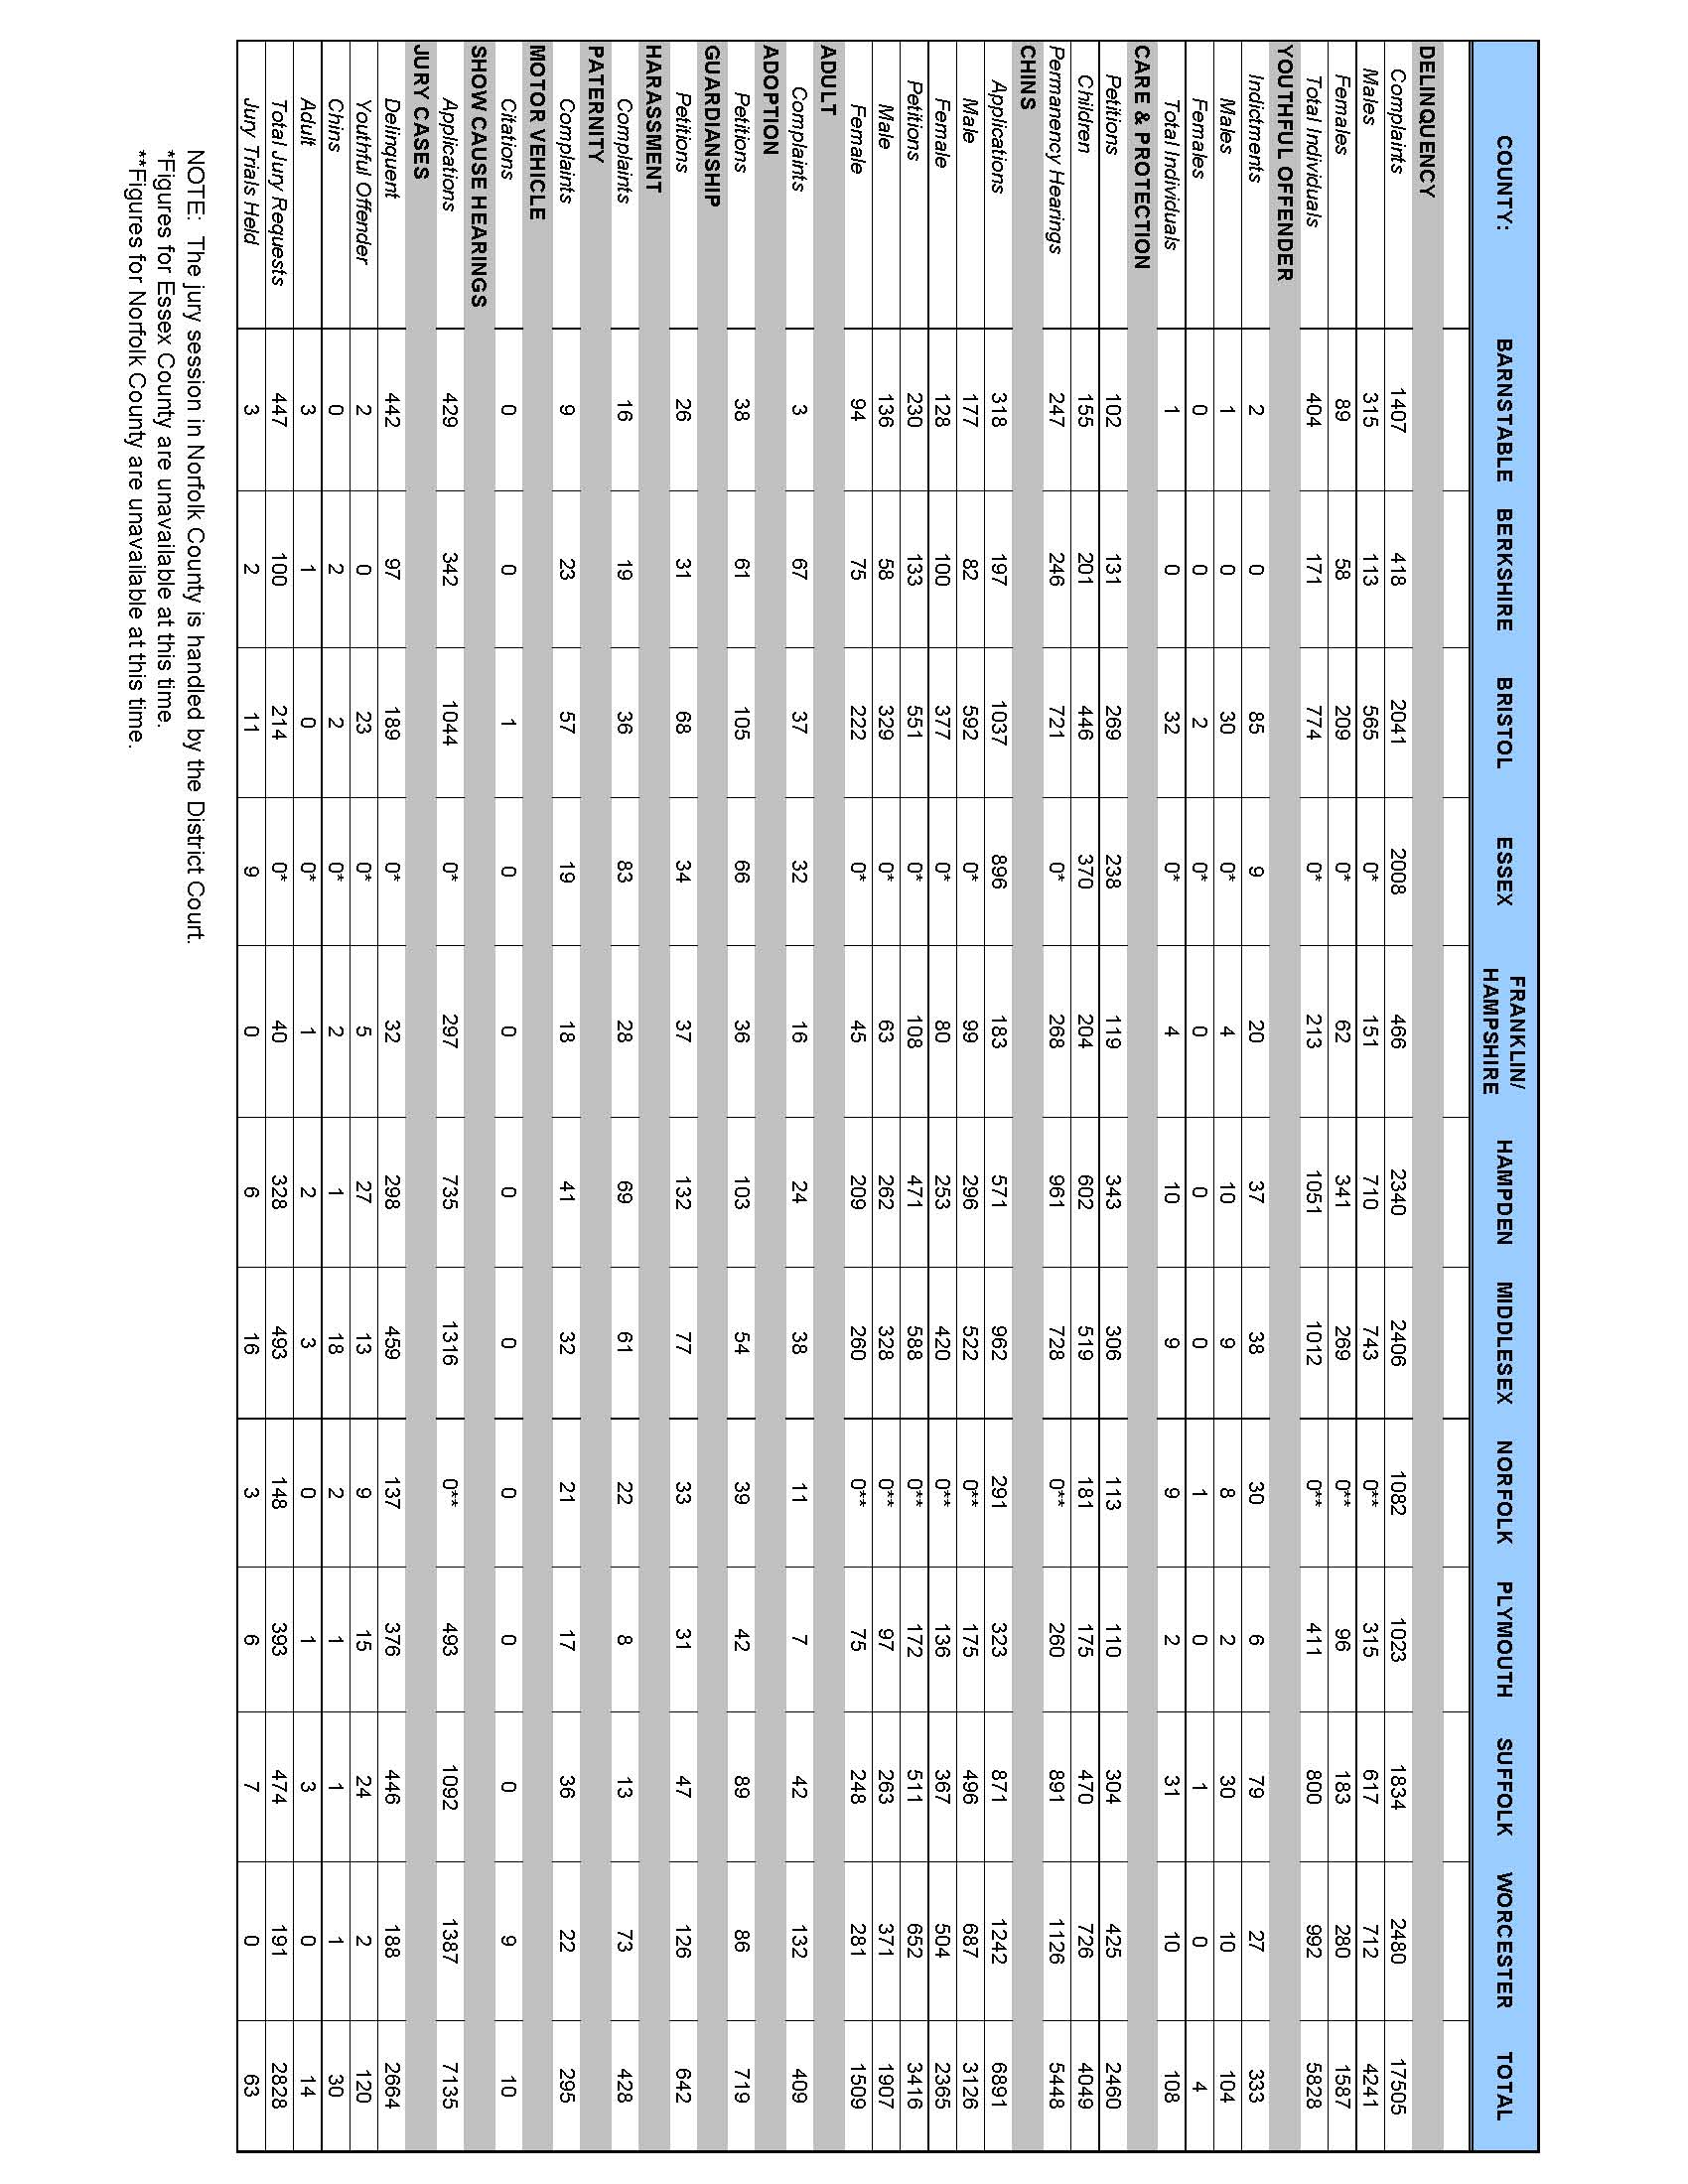 COUNTY: BARNSTABLE BERKSHIRE BRISTOL ESSEX FRANKLIN/ HAMPSHIRE HAMPDEN MIDDLESEX NORFOLK PLYMOUTH SUFFOLK WORCESTER TOTAL
DELINQUENCY
Complaints 1407 418 2041 2008 466 2340 2406 1082 1023 1834 2480 17505
Males 315 113 565 0* 151 710 743 0** 315 617 712 4241
Females 89 58 209 0* 62 341 269 0** 96 183 280 1587
Total Individuals 404 171 774 0* 213 1051 1012 0** 411 800 992 5828
YOUTHFUL OFFENDER
Indictments 2 0 85 9 20 37 38 30 6 79 27 333
Males 1 0 30 0* 4 10 9 8 2 30 10 104
Females 0 0 2 0* 0 0 0 1 0 1 0 4
Total Individuals 1 0 32 0* 4 10 9 9 2 31 10 108
CARE & PROTECTION
Petitions 102 131 269 238 119 343 306 113 110 304 425 2460
Children 155 201 446 370 204 602 519 181 175 470 726 4049
Permanency Hearings 247 246 721 0* 268 961 728 0** 260 891 1126 5448
CHINS
Applications 318 197 1037 896 183 571 962 291 323 871 1242 6891
Male 177 82 592 0* 99 296 522 0** 175 496 687 3126
Female 128 100 377 0* 80 253 420 0** 136 367 504 2365
Petitions 230 133 551 0* 108 471 588 0** 172 511 652 3416
Male 136 58 329 0* 63 262 328 0** 97 263 371 1907
Female 94 75 222 0* 45 209 260 0** 75 248 281 1509
ADULT
Complaints 3 67 37 32 16 24 38 11 7 42 132 409
ADOPTION
Petitions 38 61 105 66 36 103 54 39 42 89 86 719
GUARDIANSHIP
Petitions 26 31 68 34 37 132 77 33 31 47 126 642
HARASSMENT
Complaints 16 19 36 83 28 69 61 22 8 13 73 428
PATERNITY
Complaints 9 23 57 19 18 41 32 21 17 36 22 295
MOTOR VEHICLE
Citations 0 0 1 0 0 0 0 0 0 0 9 10
SHOW CAUSE HEARINGS
Applications 429 342 1044 0* 297 735 1316 0** 493 1092 1387 7135
JURY CASES
Delinquent 442 97 189 0* 32 298 459 137 376 446 188 2664
Youthful Offender 2 0 23 0* 5 27 13 9 15 24 2 120
Chins 0 2 2 0* 2 1 18 2 1 1 1 30
Adult 3 1 0 0* 1 2 3 0 1 3 0 14
Total Jury Requests 447 100 214 0* 40 328 493 148 393 474 191 2828
Jury Trials Held 3 2 11 9 0 6 16 3 6 7 0 63
NOTE: The jury session in Norfolk County is handled by the District Court.
*Figures for Essex County are unavailable at this time.
**Figures for Norfolk County are unavailable at this time.